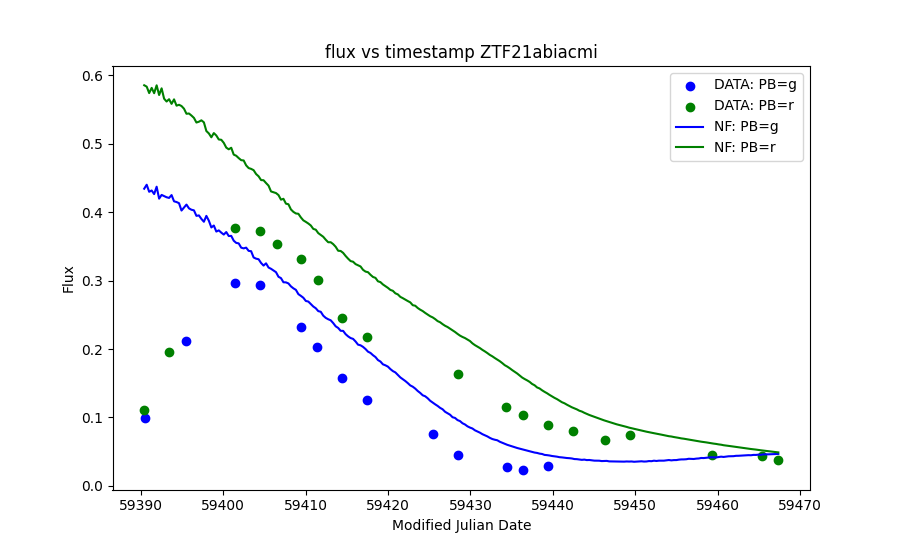 flux vs timestamp ZTF21abiacmi
DATA: PB=g
DATA: PB=r
NF: PB=g
NF: PB=r
Flux
0.6
0.5
0.4
0.3
0.2
0.1
0.0
59390 59400 59410 59420 59430 59440 59450 59460 59470
Modified Julian Date